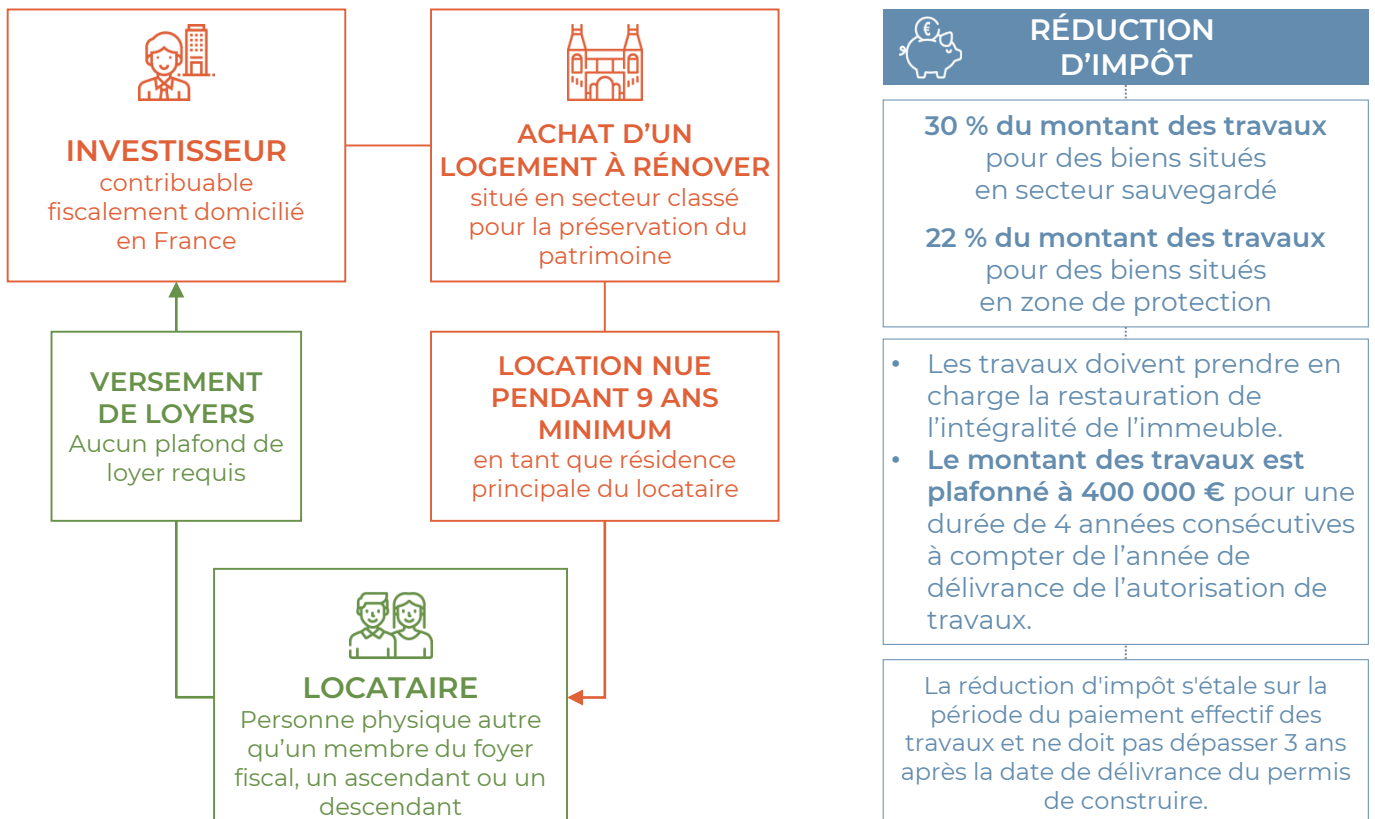 INVESTISSEUR
contribuable
fiscalement domicilié
en France
ACHAT D'UN
LOGEMENT À RÉNOVER
situé en secteur classé
pour la préservation du
patrimoine
VERSEMENT
DE LOYERS
Aucun plafond de
loyer requis
LOCATION NUE
PENDANT 9 ANS
MINIMUM
en tant que résidence
principale du locataire
LOCATAIRE
Personne physique autre
qu'un membre du foyer
fiscal, un ascendant ou un
descendant
€
RÉDUCTION
D'IMPÔT
30 % du montant des travaux
pour des biens situés
en secteur sauvegardé
22 % du montant des travaux
pour des biens situés
en zone de protection
• Les travaux doivent prendre en
charge la restauration de
l'intégralité de l'immeuble.
• Le montant des travaux est
plafonné à 400 000 € pour une
durée de 4 années consécutives
à compter de l'année de
délivrance de l'autorisation de
travaux.
La réduction d'impôt s'étale sur la
période du paiement effectif des
travaux et ne doit pas dépasser 3 ans
après la date de délivrance du permis
de construire.